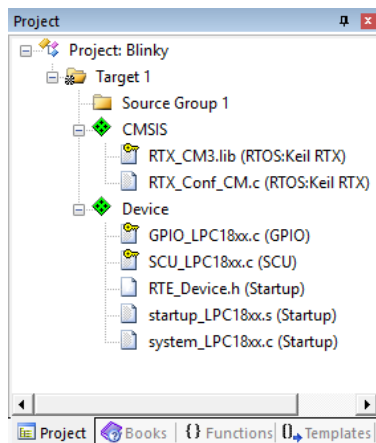 Project
Project: Blinky
Target 1
Source Group 1
CMSIS
RTX_CM3.lib (RTOS:Keil RTX)
RTX_Conf_CM.c (RTOS:Keil RTX)
Device
GPIO_LPC18xx.c (GPIO)
SCU_LPC18xx.c (SCU)
RTE_Device.h (Startup)
startup_LPC18xx.s (Startup)
system_LPC18xx.c (Startup)
Project Books {} Functions 0 Templates